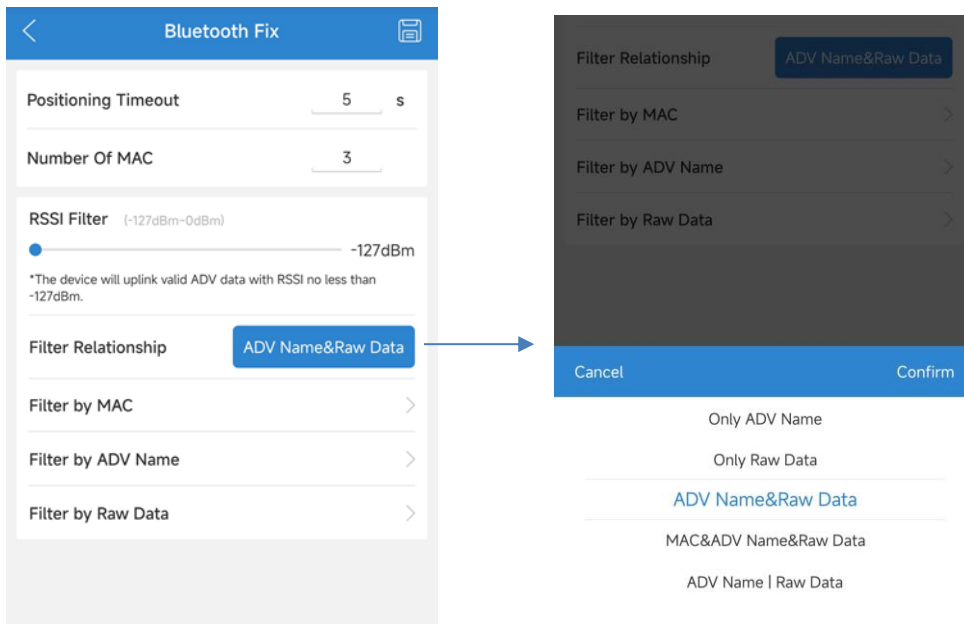 Bluetooth Fix
Positioning Timeout 5 s
Number Of MAC 3
RSSI Filter (-127dBm~0dBm)
-127dBm
*The device will uplink valid ADV data with RSSI no less than
-127dBm.
Filter Relationship ADV Name&Raw Data
Filter by MAC
Filter by ADV Name
Filter by Raw Data
Filter Relationship ADV Name&Raw Data
Filter by MAC
Filter by ADV Name
Filter by Raw Data
Cancel Confirm
Only ADV Name
Only Raw Data
ADV Name&Raw Data
MAC&ADV Name&Raw Data
ADV Name | Raw Data